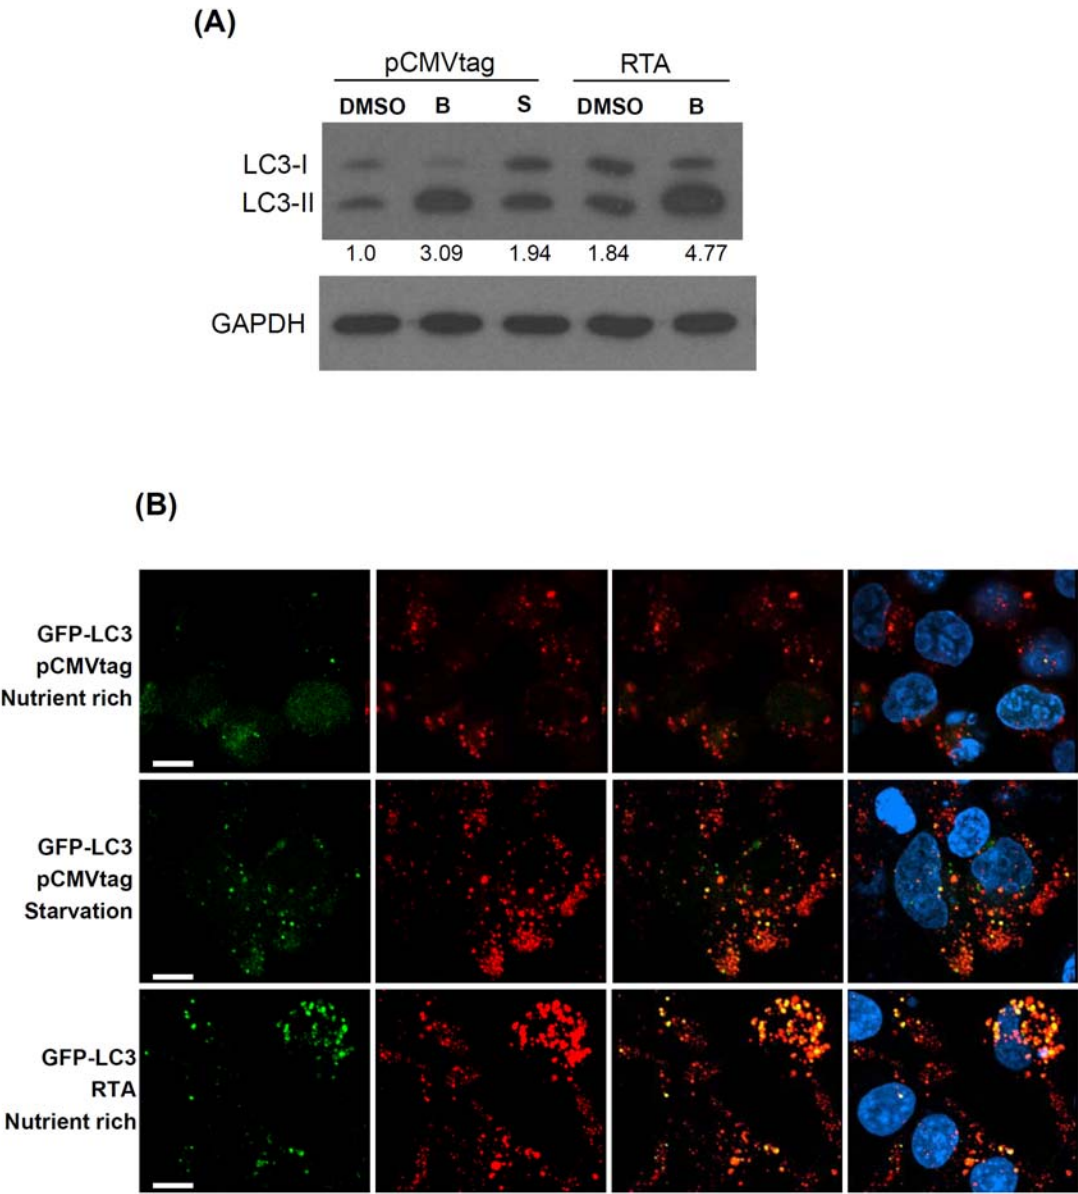 (A)
pCMVtag RTA
DMSO B S DMSO B
LC3-I
LC3-II
1.0 3.09 1.94 1.84 4.77
GAPDH
(B)
GFP-LC3
pCMVtag
Nutrient rich
GFP-LC3
pCMVtag
Starvation
GFP-LC3
RTA
Nutrient rich